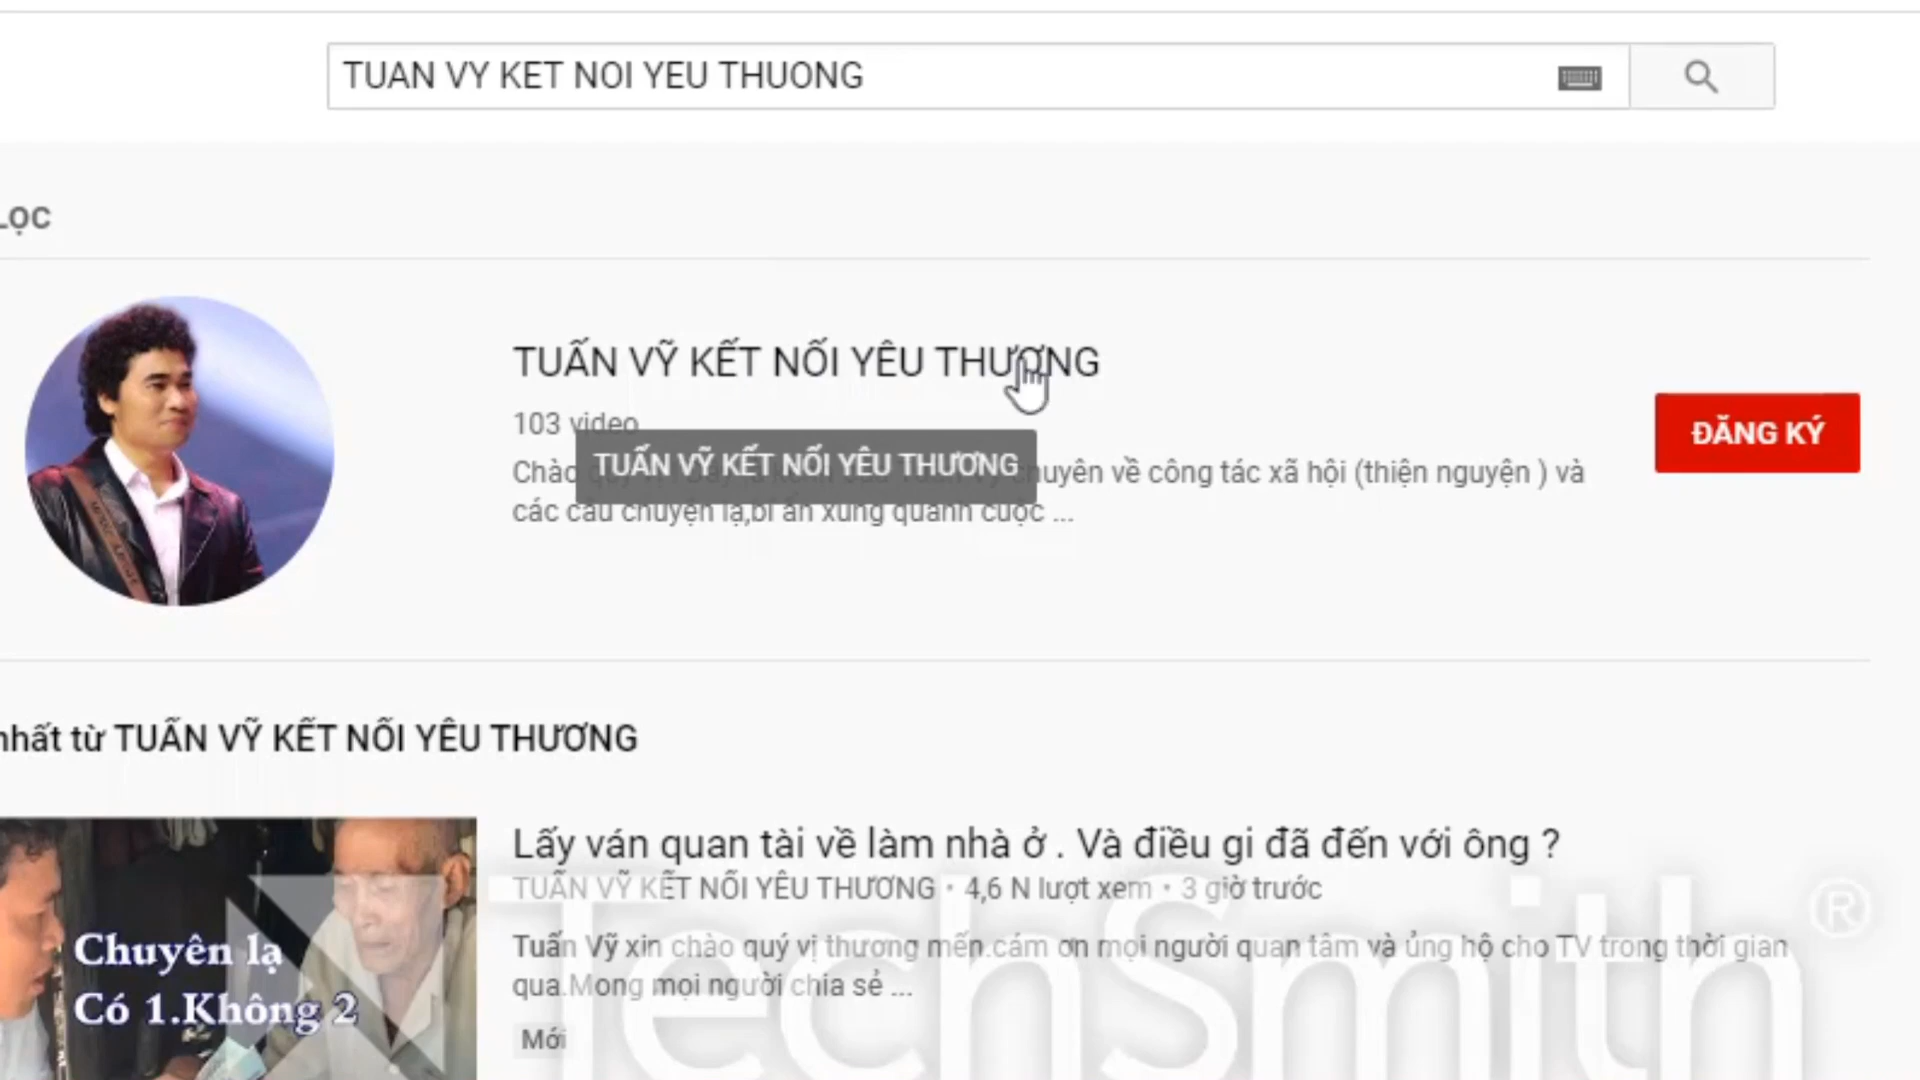 TUAN VY KET NOI YEU THUONG
LỌC
TUẤN VỸ KẾT NỐI YÊU THƯƠNG
103 video
TUẤN VỸ KẾT NỐI YÊU THƯƠNG
Chào chuyên về công tác xã hội (thiện nguyện ) và
các câu chuyện lạ,bí ẩn xung quanh cuộc ...
ĐĂNG KÝ
nhất từ TUẤN VỸ KẾT NỐI YÊU THƯƠNG
Lấy ván quan tài về làm nhà ở . Và điều gi đã đến với ông ?
TUẤN VỸ KẾT NỐI YÊU THƯƠNG • 4,6 N lượt xem • 3 giờ trước
Tuấn Vỹ xin chào quý vị thương mến.cám ơn mọi người quan tâm và ủng hộ cho TV trong thời gian
qua.Mong mọi người chia sẻ ...
Mới
Chuyên lạ
Có 1.Không 2
TechSmith®